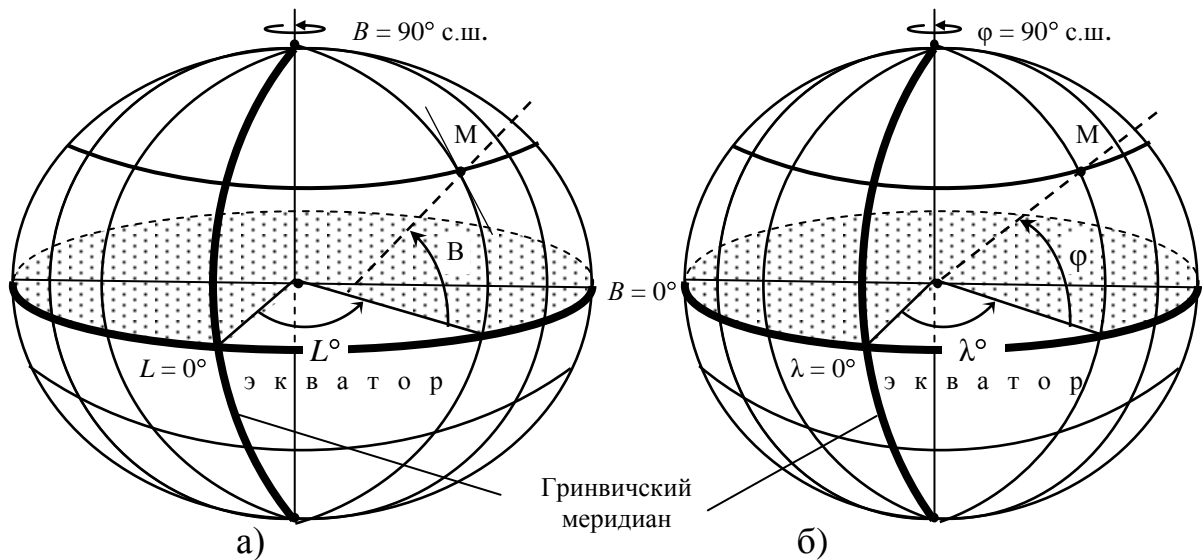 B = 90° с.ш.
M
B
B = 0°
L°
L = 0°
э к в а т о р
а)
φ = 90° с.ш.
M
φ
λ°
λ = 0°
э к в а т о р
б)
Гринвичский
меридиан